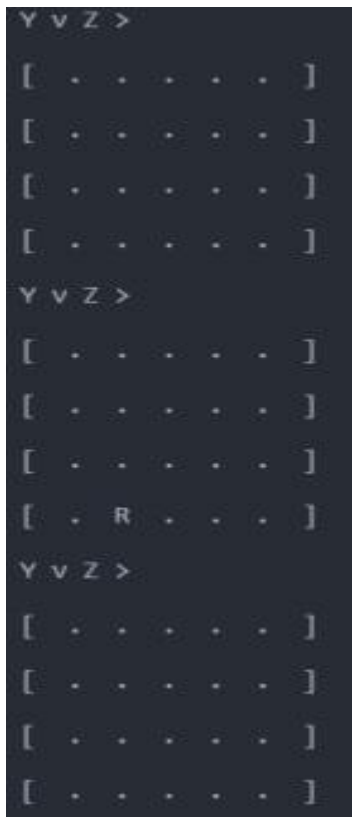 Y v Z >
[ . . . . . ]
[ . . . . . ]
[ . . . . . ]
[ . . . . . ]
Y v Z >
[ . . . . . ]
[ . . . . . ]
[ . . . . . ]
[ . R . . . ]
Y v Z >
[ . . . . . ]
[ . . . . . ]
[ . . . . . ]
[ . . . . . ]